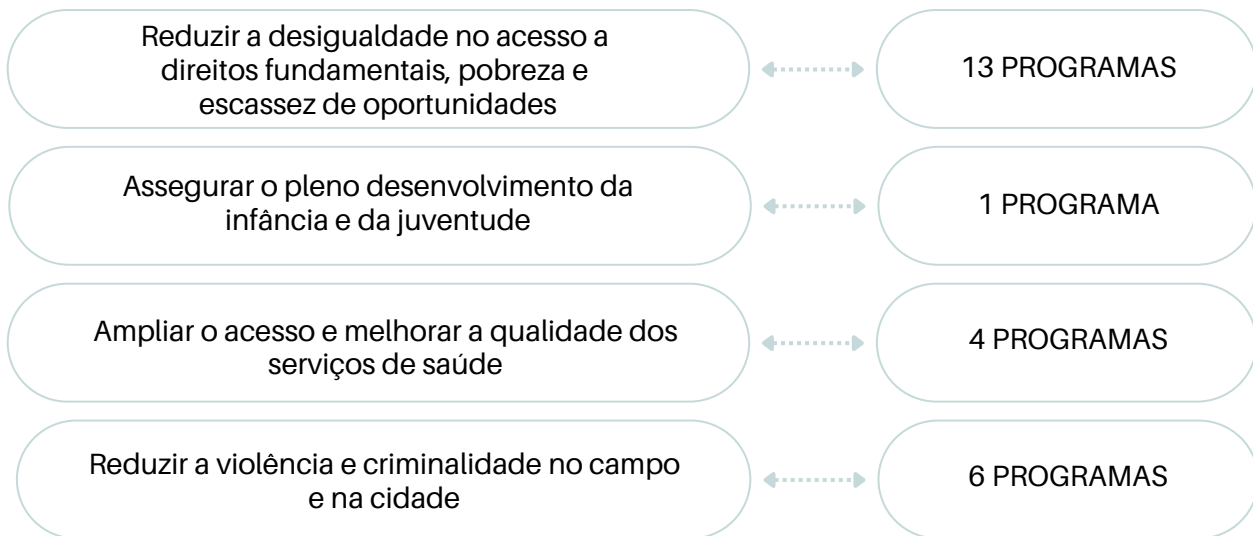 Reduzir a desigualdade no acesso a
direitos fundamentais, pobreza e
escassez de oportunidades
13 PROGRAMAS
Assegurar o pleno desenvolvimento da
infância e da juventude
1 PROGRAMA
Ampliar o acesso e melhorar a qualidade dos
serviços de saúde
4 PROGRAMAS
Reduzir a violência e criminalidade no campo
e na cidade
6 PROGRAMAS